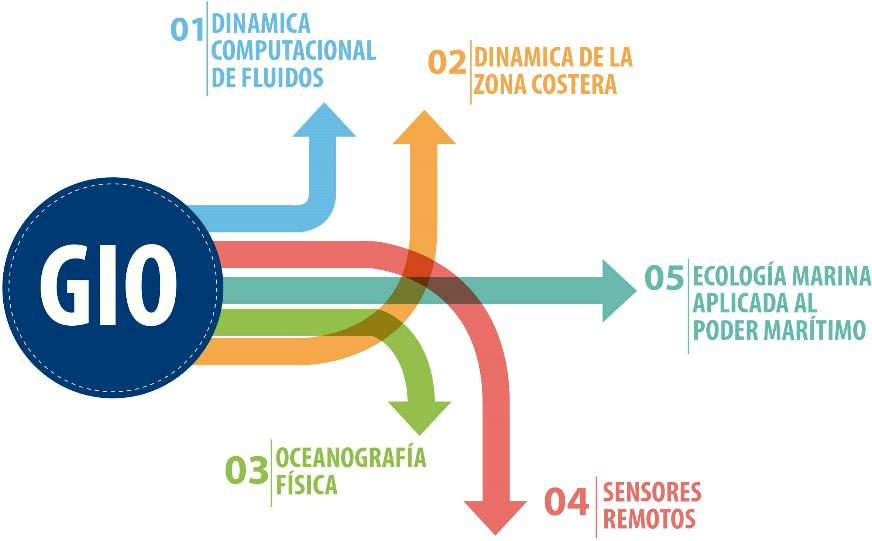 01
DINAMICA
COMPUTACIONAL
DE FLUIDOS
02
DINAMICA DE LA
ZONA COSTERA
GIO
05
ECOLOGÍA MARINA
APLICADA AL
PODER MARÍTIMO
03
OCEANOGRAFÍA
FÍSICA
04
SENSORES
REMOTOS